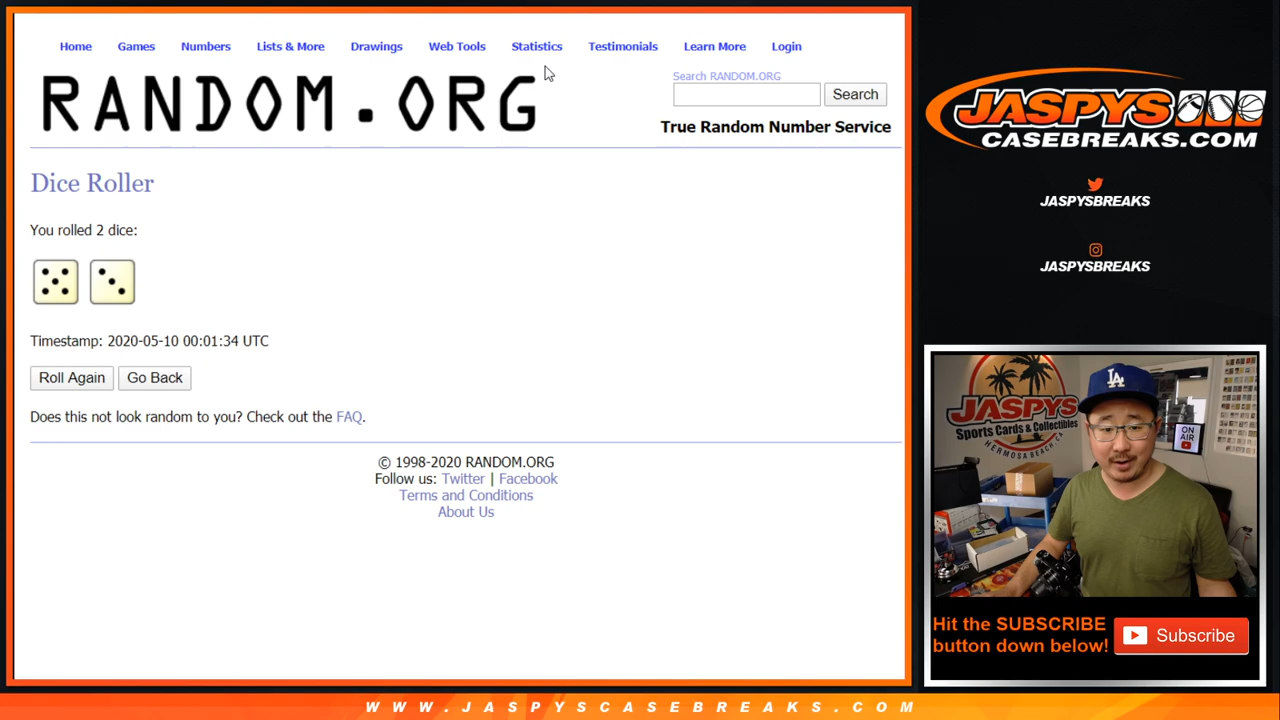 Home Games Numbers Lists & More Drawings Web Tools Statistics Testimonials Learn More Login
RANDOM.ORG
Search RANDOM.ORG
Search
True Random Number Service
Dice Roller
You rolled 2 dice:
Timestamp: 2020-05-10 00:01:34 UTC
Roll Again Go Back
Does this not look random to you? Check out the FAQ.
© 1998-2020 RANDOM.ORG
Follow us: Twitter | Facebook
Terms and Conditions
About Us
JASPYS
CASEBREAKS.COM
JASPYSBREAKS
JASPYSBREAKS
JASPYS
Sports Cards & Collectibles
HERMOSA BEACH, CA
LA
ON
AIR
Hit the SUBSCRIBE
button down below!
Subscribe
WWW.JASPYSCASEBREAKS.COM